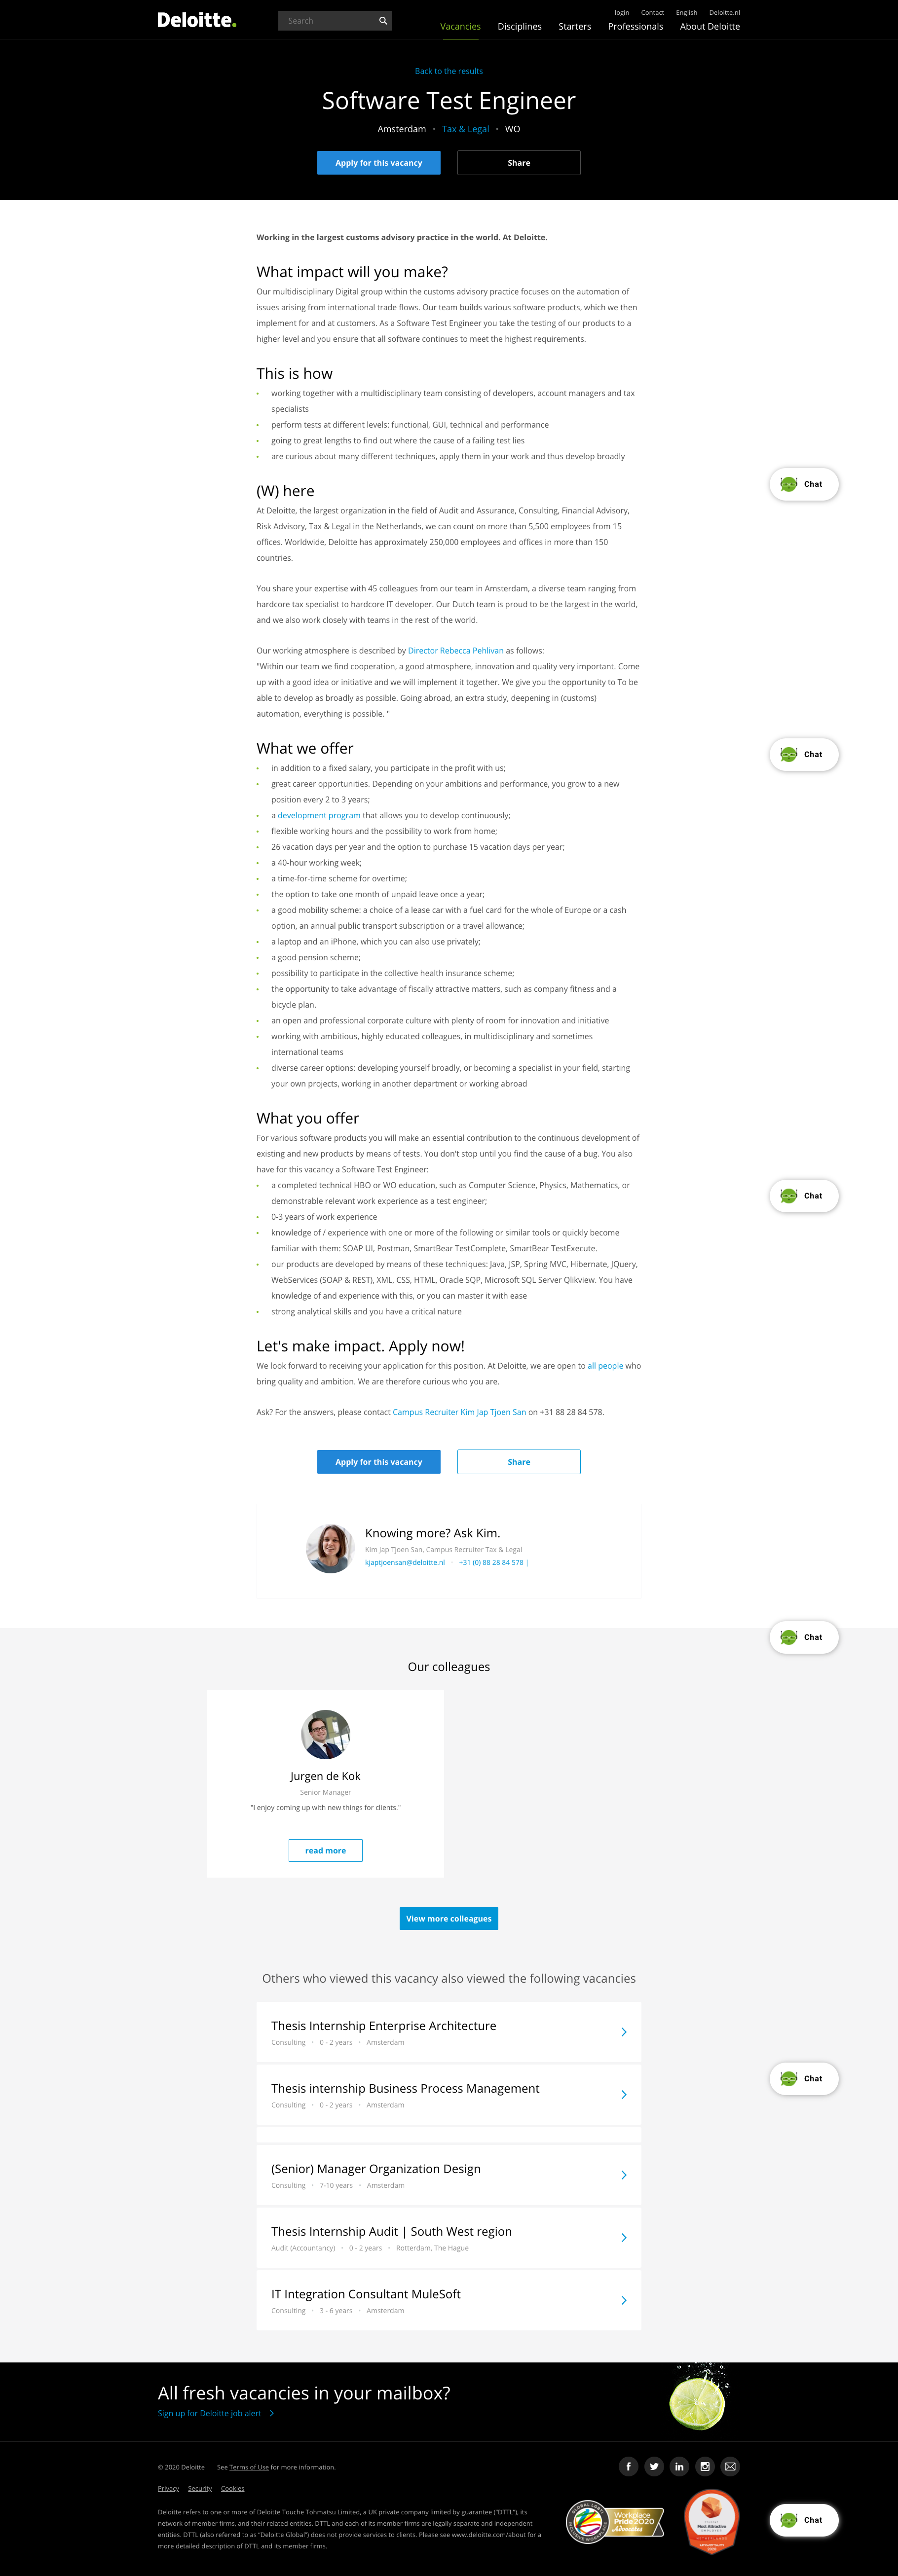 Deloitte.
Search
login Contact English Deloitte.nl
Vacancies Disciplines Starters Professionals About Deloitte
Back to the results
Software Test Engineer
Amsterdam • Tax & Legal • WO
Apply for this vacancy Share
Working in the largest customs advisory practice in the world. At Deloitte.
What impact will you make?
Our multidisciplinary Digital group within the customs advisory practice focuses on the automation of
issues arising from international trade flows. Our team builds various software products, which we then
implement for and at customers. As a Software Test Engineer you take the testing of our products to a
higher level and you ensure that all software continues to meet the highest requirements.
This is how
• working together with a multidisciplinary team consisting of developers, account managers and tax
specialists
• perform tests at different levels: functional, GUI, technical and performance
• going to great lengths to find out where the cause of a failing test lies
• are curious about many different techniques, apply them in your work and thus develop broadly
Chat
(W) here
At Deloitte, the largest organization in the field of Audit and Assurance, Consulting, Financial Advisory,
Risk Advisory, Tax & Legal in the Netherlands, we can count on more than 5,500 employees from 15
offices. Worldwide, Deloitte has approximately 250,000 employees and offices in more than 150
countries.
You share your expertise with 45 colleagues from our team in Amsterdam, a diverse team ranging from
hardcore tax specialist to hardcore IT developer. Our Dutch team is proud to be the largest in the world,
and we also work closely with teams in the rest of the world.
Our working atmosphere is described by Director Rebecca Pehlivan as follows:
"Within our team we find cooperation, a good atmosphere, innovation and quality very important. Come
up with a good idea or initiative and we will implement it together. We give you the opportunity to To be
able to develop as broadly as possible. Going abroad, an extra study, deepening in (customs)
automation, everything is possible. "
What we offer
Chat
• in addition to a fixed salary, you participate in the profit with us;
• great career opportunities. Depending on your ambitions and performance, you grow to a new
position every 2 to 3 years;
• a development program that allows you to develop continuously;
• flexible working hours and the possibility to work from home;
• 26 vacation days per year and the option to purchase 15 vacation days per year;
• a 40-hour working week;
• a time-for-time scheme for overtime;
• the option to take one month of unpaid leave once a year;
• a good mobility scheme: a choice of a lease car with a fuel card for the whole of Europe or a cash
option, an annual public transport subscription or a travel allowance;
• a laptop and an iPhone, which you can also use privately;
• a good pension scheme;
• possibility to participate in the collective health insurance scheme;
• the opportunity to take advantage of fiscally attractive matters, such as company fitness and a
bicycle plan.
• an open and professional corporate culture with plenty of room for innovation and initiative
• working with ambitious, highly educated colleagues, in multidisciplinary and sometimes
international teams
• diverse career options: developing yourself broadly, or becoming a specialist in your field, starting
your own projects, working in another department or working abroad
What you offer
For various software products you will make an essential contribution to the continuous development of
existing and new products by means of tests. You don't stop until you find the cause of a bug. You also
have for this vacancy a Software Test Engineer:
• a completed technical HBO or WO education, such as Computer Science, Physics, Mathematics, or
demonstrable relevant work experience as a test engineer;
Chat
• 0-3 years of work experience
• knowledge of / experience with one or more of the following or similar tools or quickly become
familiar with them: SOAP UI, Postman, SmartBear TestComplete, SmartBear TestExecute.
• our products are developed by means of these techniques: Java, JSP, Spring MVC, Hibernate, JQuery,
WebServices (SOAP & REST), XML, CSS, HTML, Oracle SQP, Microsoft SQL Server Qlikview. You have
knowledge of and experience with this, or you can master it with ease
• strong analytical skills and you have a critical nature
Let's make impact. Apply now!
We look forward to receiving your application for this position. At Deloitte, we are open to all people who
bring quality and ambition. We are therefore curious who you are.
Ask? For the answers, please contact Campus Recruiter Kim Jap Tjoen San on +31 88 28 84 578.
Apply for this vacancy Share
Knowing more? Ask Kim.
Kim Jap Tjoen San, Campus Recruiter Tax & Legal
kjaptjoensan@deloitte.nl • +31 (0) 88 28 84 578 |
Chat
Our colleagues
Jurgen de Kok
Senior Manager
"I enjoy coming up with new things for clients."
read more
View more colleagues
Others who viewed this vacancy also viewed the following vacancies
Thesis Internship Enterprise Architecture
Consulting • 0 - 2 years • Amsterdam
Thesis internship Business Process Management
Consulting • 0 - 2 years • Amsterdam
Chat
(Senior) Manager Organization Design
Consulting • 7-10 years • Amsterdam
Thesis Internship Audit | South West region
Audit (Accountancy) • 0 - 2 years • Rotterdam, The Hague
IT Integration Consultant MuleSoft
Consulting • 3 - 6 years • Amsterdam
All fresh vacancies in your mailbox?
Sign up for Deloitte job alert
© 2020 Deloitte See Terms of Use for more information.
Privacy Security Cookies
Deloitte refers to one or more of Deloitte Touche Tohmatsu Limited, a UK private company limited by guarantee ("DTTL"), its
network of member firms, and their related entities. DTTL and each of its member firms are legally separate and independent
entities. DTTL (also referred to as "Deloitte Global") does not provide services to clients. Please see www.deloitte.com/about for a
more detailed description of DTTL and its member firms.
Workplace
Pride 2020
Advocate
Most Attractive
Chat